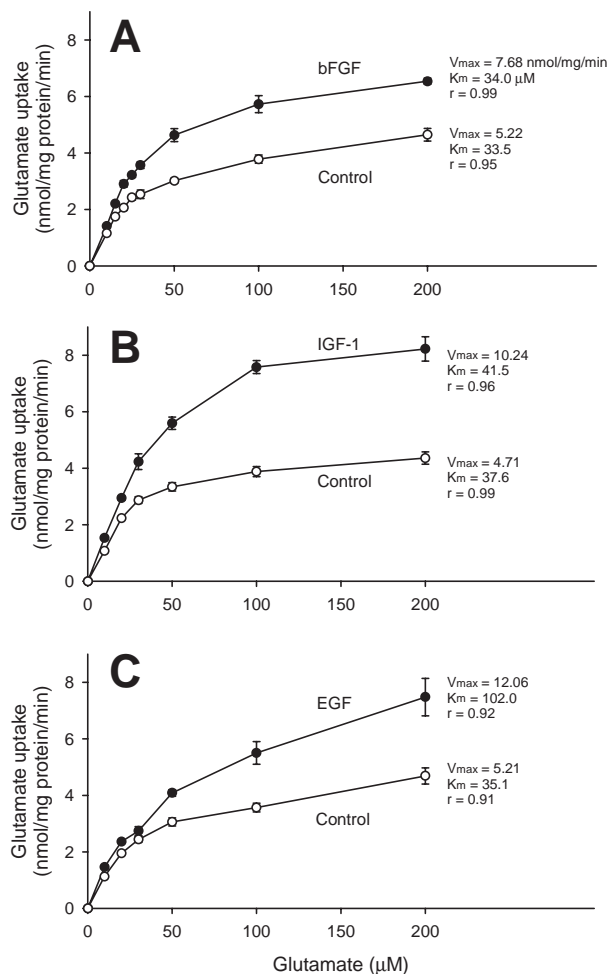 A
Glutamate uptake
(nmol/mg protein/min)
8
6
4
2
0
bFGF
Control
Vmax = 7.68 nmol/mg/min
Km = 34.0 μM
r = 0.99
Vmax = 5.22
Km = 33.5
r = 0.95
0 50 100 150 200
B
Glutamate uptake
(nmol/mg protein/min)
8
6
4
2
0
IGF-1
Control
Vmax = 10.24
Km = 41.5
r = 0.96
Vmax = 4.71
Km = 37.6
r = 0.99
0 50 100 150 200
C
Glutamate uptake
(nmol/mg protein/min)
8
6
4
2
0
EGF
Control
Vmax = 12.06
Km = 102.0
r = 0.92
Vmax = 5.21
Km = 35.1
r = 0.91
0 50 100 150 200
Glutamate (μM)